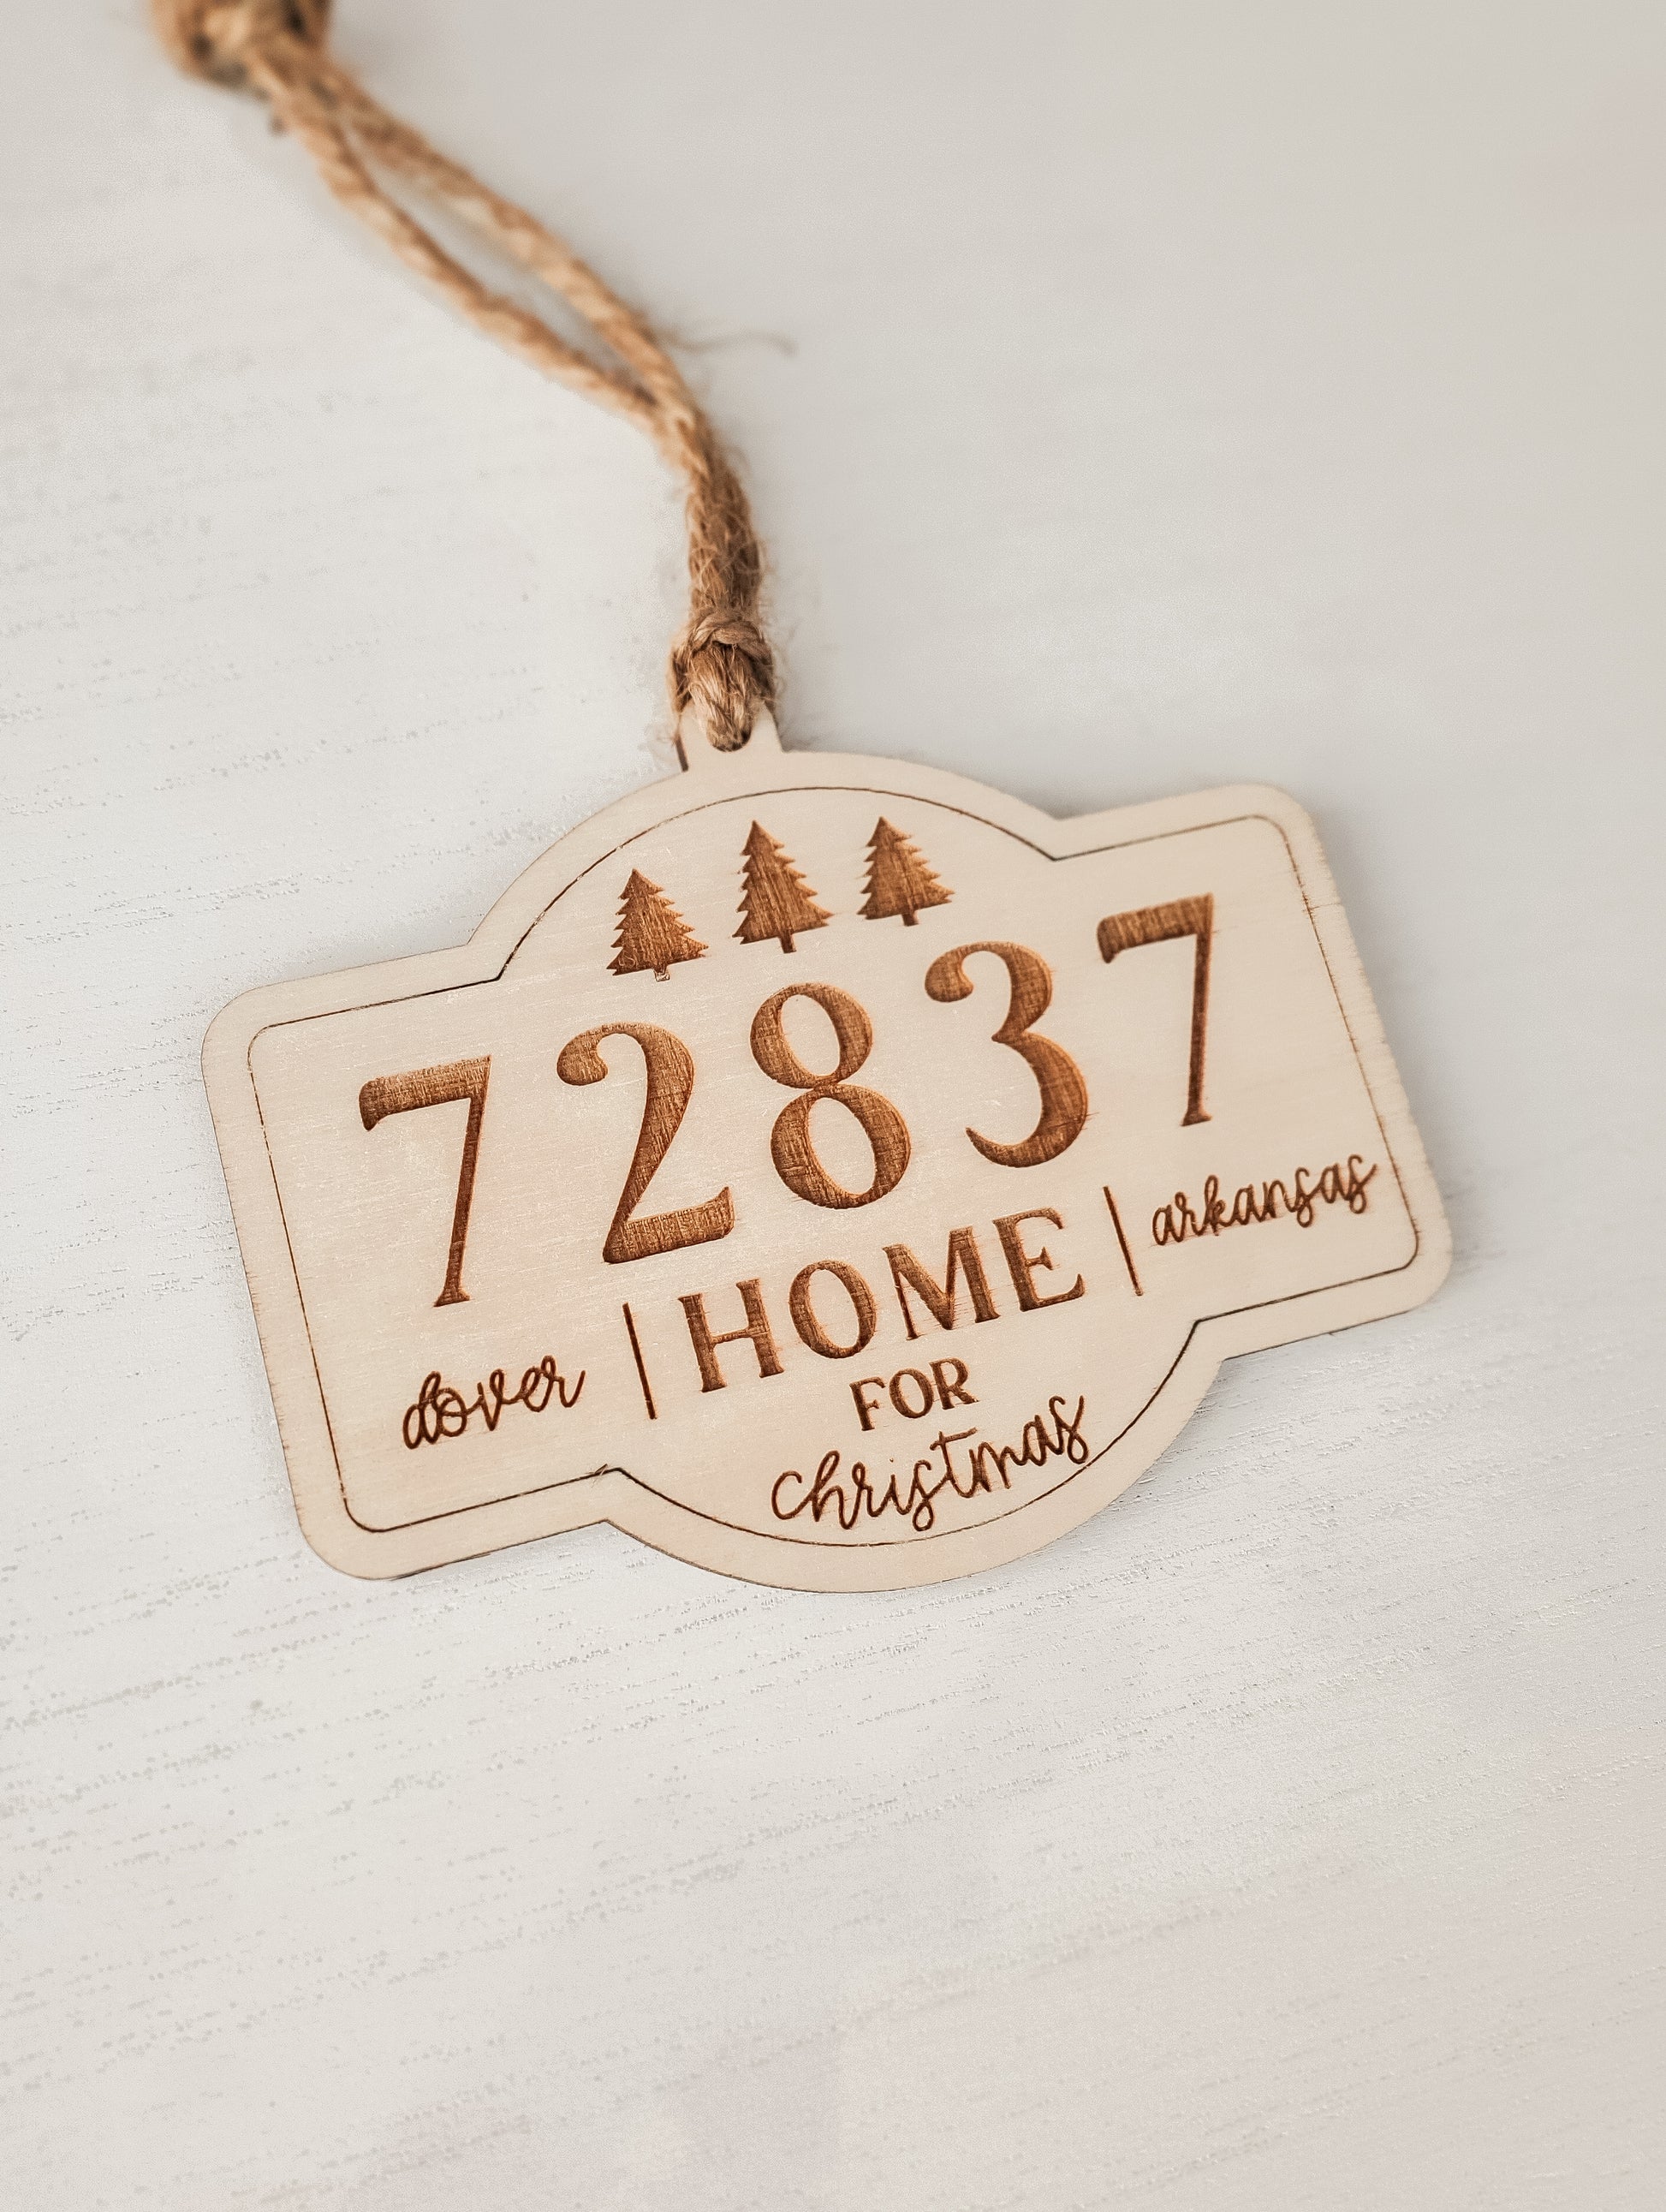 72837
dover | HOME | arkansas
FOR
christmas